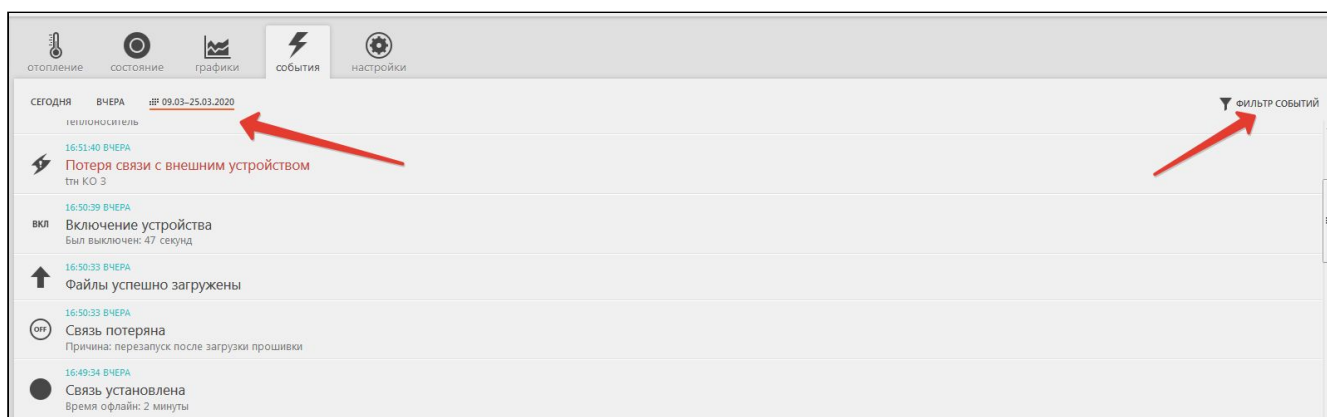 отопление состояние графики события настройки
СЕГОДНЯ ВЧЕРА 09.03–25.03.2020 ФИЛЬТР СОБЫТИЙ
теплоноситель
16:51:40 ВЧЕРА
Потеря связи с внешним устройством
ттн КО 3
16:50:39 ВЧЕРА
ВКЛ Включение устройства
Был выключен: 47 секунд
16:50:33 ВЧЕРА
Файлы успешно загружены
16:50:33 ВЧЕРА
OFF Связь потеряна
Причина: перезапуск после загрузки прошивки
16:49:34 ВЧЕРА
Связь установлена
Время офлайн: 2 минуты